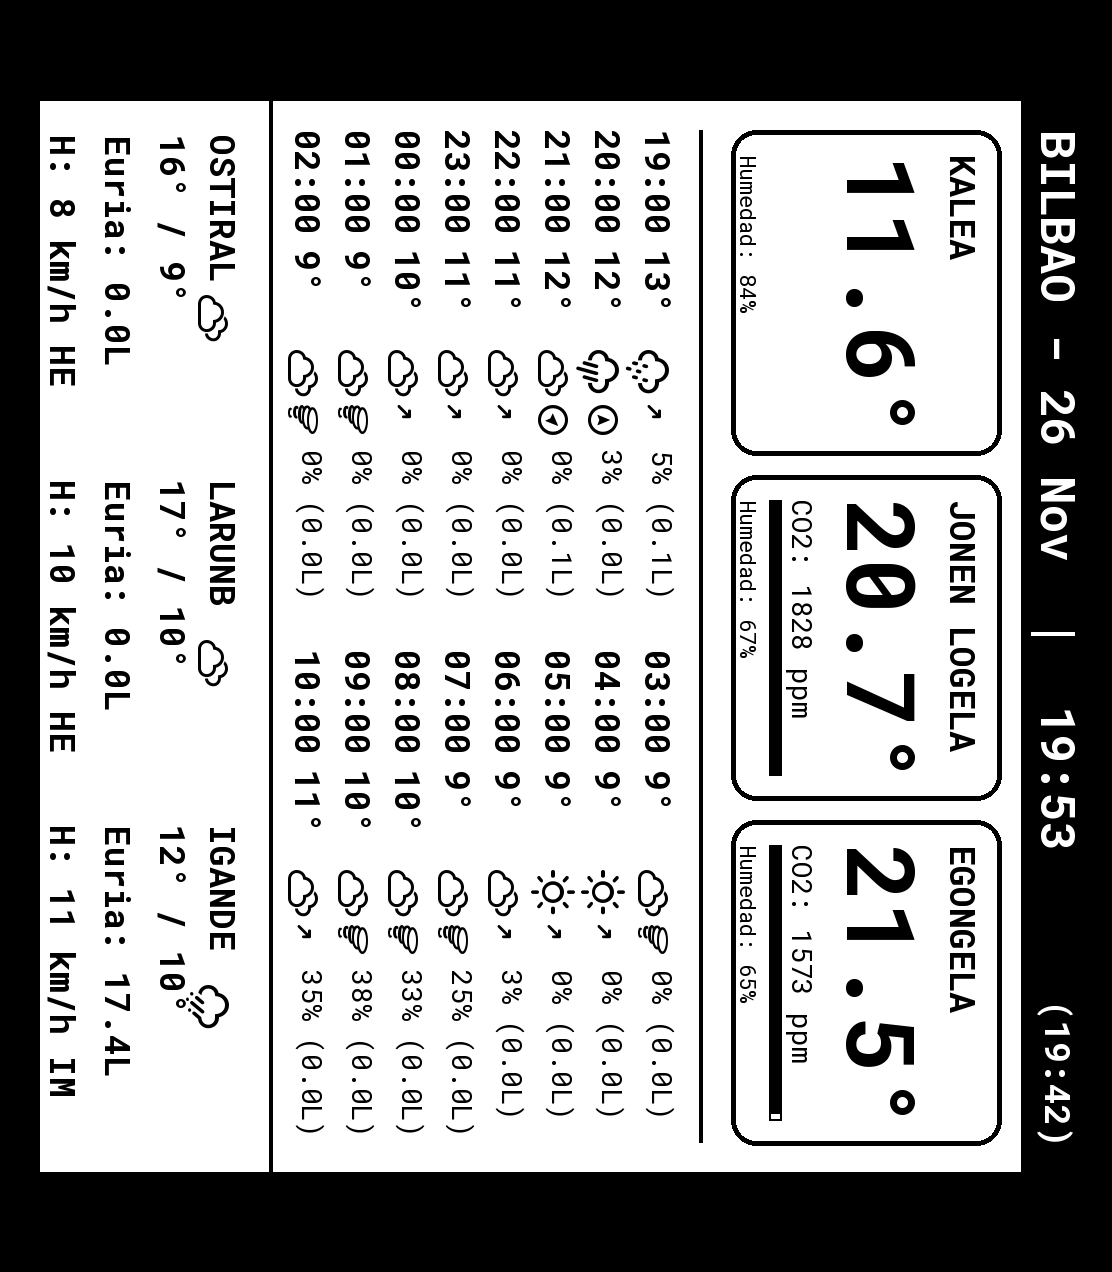 BILBAO - 26 Nov | 19:53 (19:42)
KALEA
11.6°
Humedad: 84%
JONEN LOGELA
20.7°
CO2: 1828 ppm
Humedad: 67%
EGONGELA
21.5°
CO2: 1573 ppm
Humedad: 65%
19:00 13° 5% (0.1L)
20:00 12° 3% (0.0L)
21:00 12° 0% (0.1L)
22:00 11° 0% (0.0L)
23:00 11° 0% (0.0L)
00:00 10° 0% (0.0L)
01:00 9° 0% (0.0L)
02:00 9° 0% (0.0L)
03:00 9° 0% (0.0L)
04:00 9° 0% (0.0L)
05:00 9° 0% (0.0L)
06:00 9° 3% (0.0L)
07:00 9° 25% (0.0L)
08:00 10° 33% (0.0L)
09:00 10° 38% (0.0L)
10:00 11° 35% (0.0L)
OSTIRAL
16° / 9°
Euria: 0.0L
H: 8 km/h HE
LARUNB
17° / 10°
Euria: 0.0L
H: 10 km/h HE
IGANDE
12° / 10°
Euria: 17.4L
H: 11 km/h IM